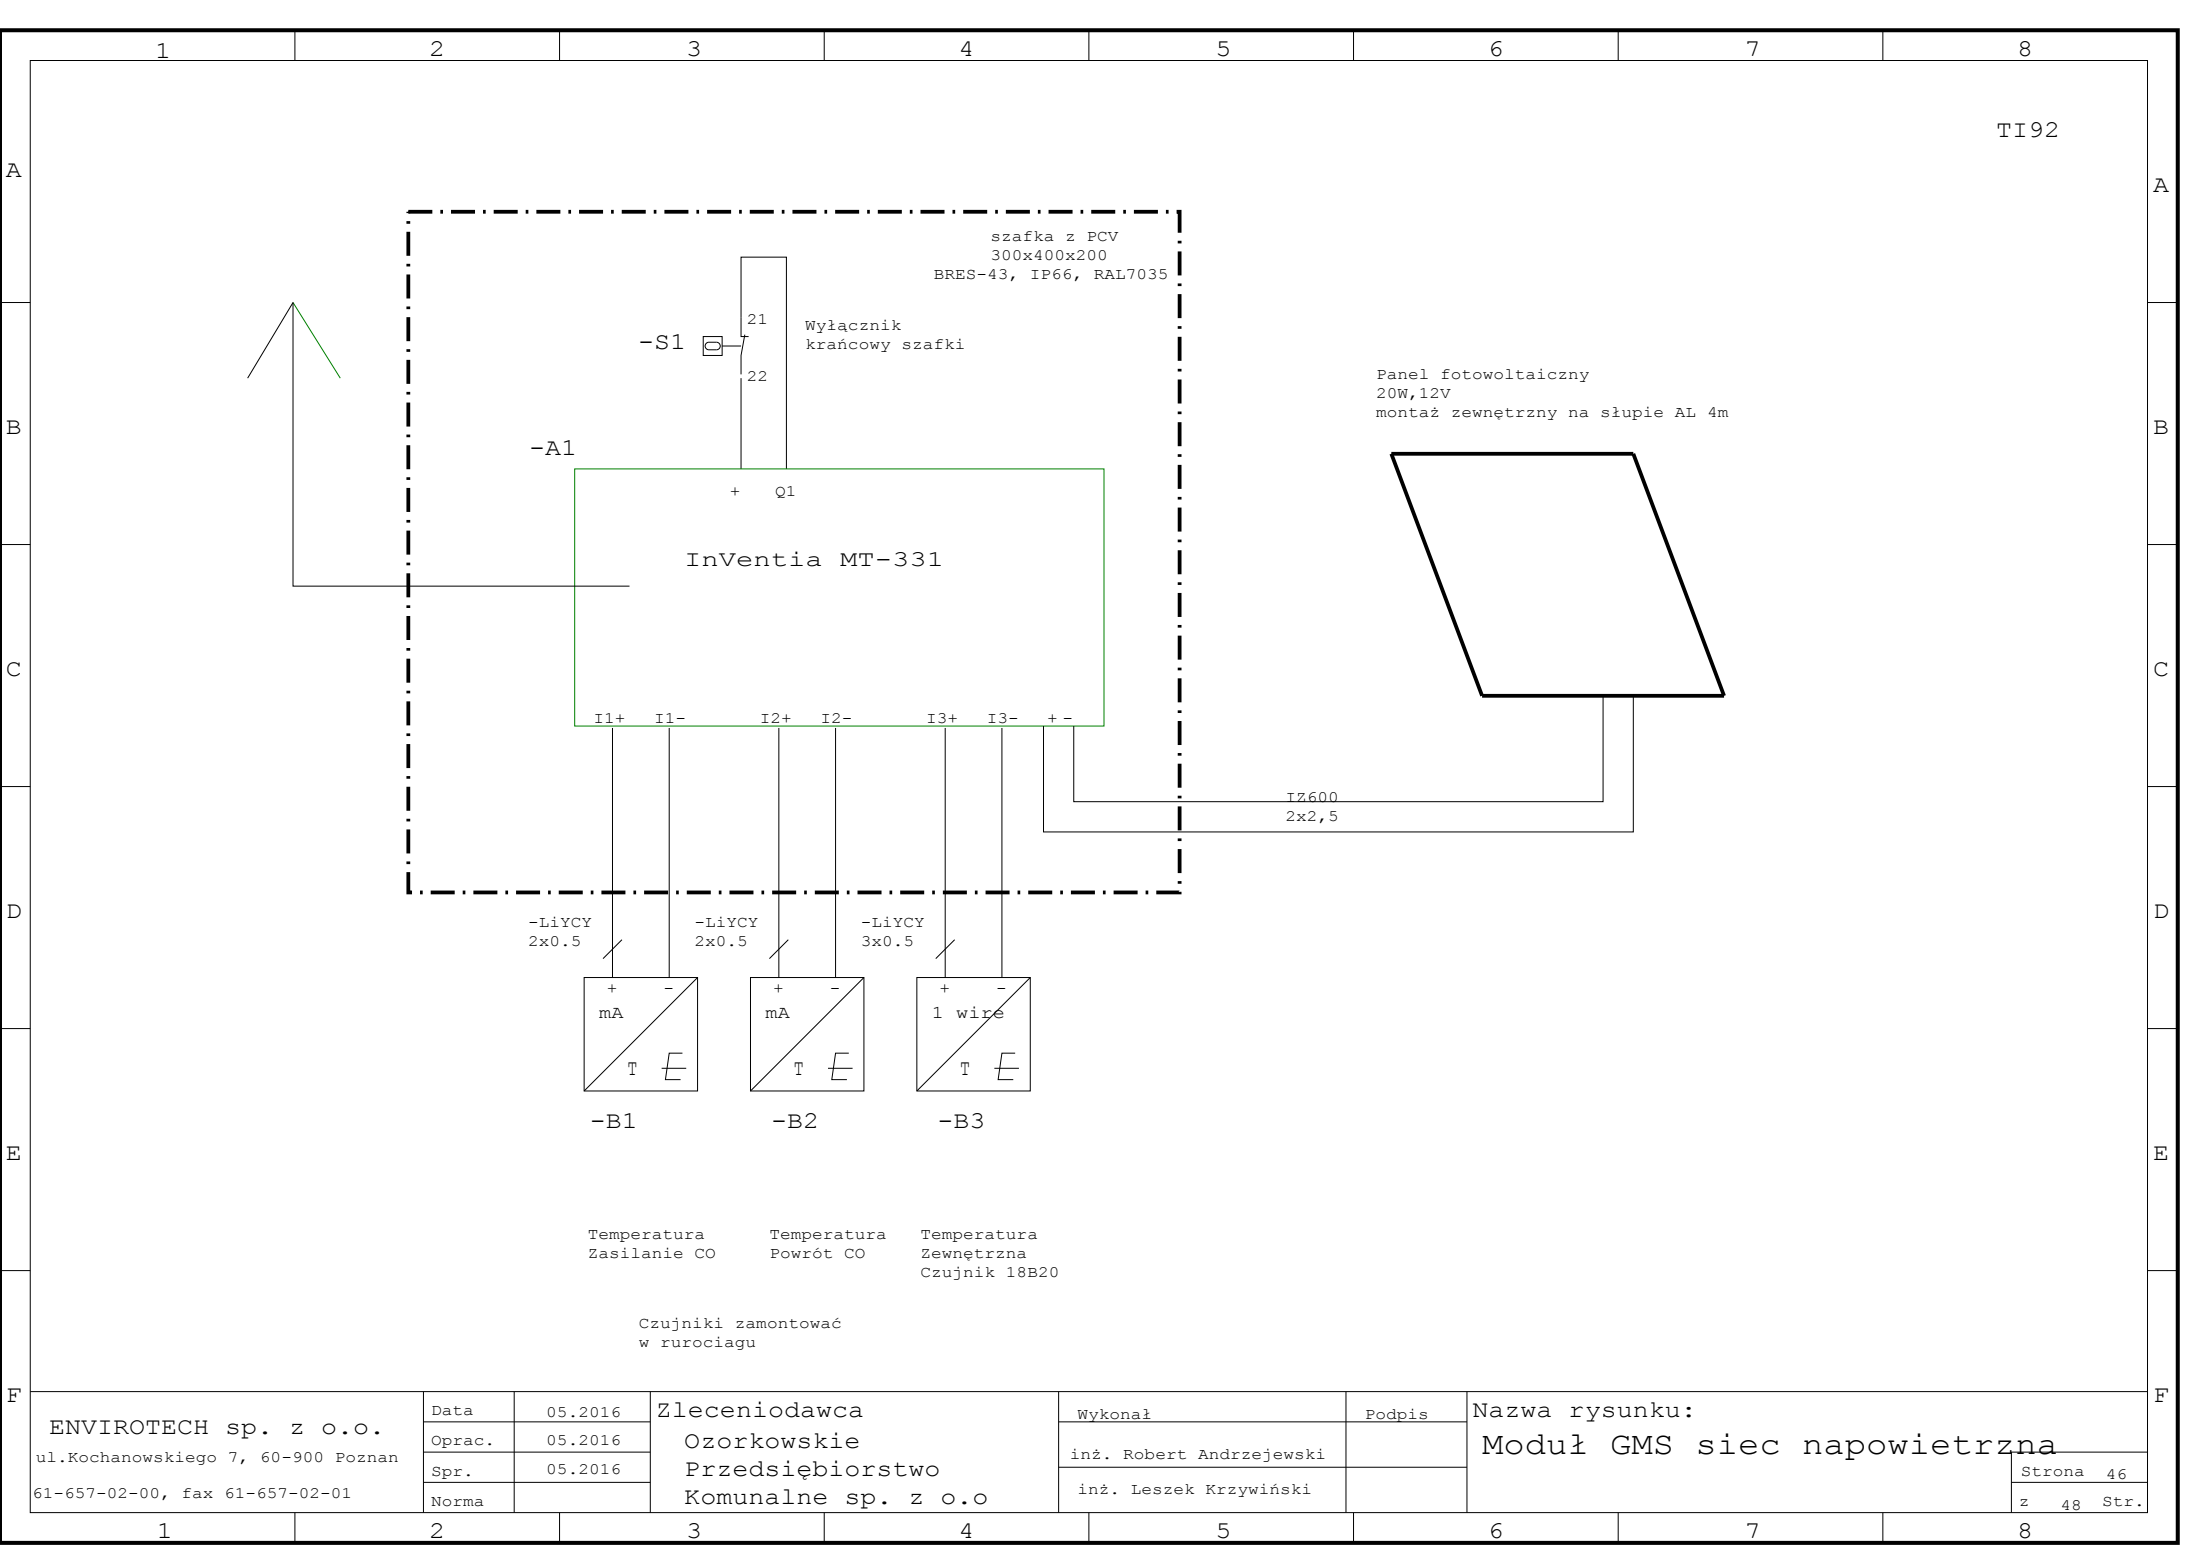 1 2 3 4 5 6 7 8
TI92
A A
szafka z PCV
300x400x200
BRES-43, IP66, RAL7035
21
-S1
22
Wyłącznik
krańcowy szafki
Panel fotowoltaiczny
20W,12V
montaż zewnętrzny na słupie AL 4m
B B
-A1
+ Q1
InVentia MT-331
C C
I1+ I1- I2+ I2- I3+ I3- + -
IZ600
2x2,5
D D
-LiYCY
2x0.5
-LiYCY
2x0.5
-LiYCY
3x0.5
+ -
mA
T
+ -
mA
T
+ -
1 wire
T
-B1 -B2 -B3
E E
Temperatura
Zasilanie CO
Temperatura
Powrót CO
Temperatura
Zewnętrzna
Czujnik 18B20
Czujniki zamontować
w rurociagu
F F
ENVIROTECH sp. z o.o.
ul.Kochanowskiego 7, 60-900 Poznan
61-657-02-00, fax 61-657-02-01
Data 05.2016
Oprac. 05.2016
Spr. 05.2016
Norma
Zleceniodawca
Ozorkowskie
Przedsiębiorstwo
Komunalne sp. z o.o
Wykonał Podpis
inż. Robert Andrzejewski
inż. Leszek Krzywiński
Nazwa rysunku:
Moduł GMS siec napowietrzna
Strona 46
z 48 Str.
1 2 3 4 5 6 7 8